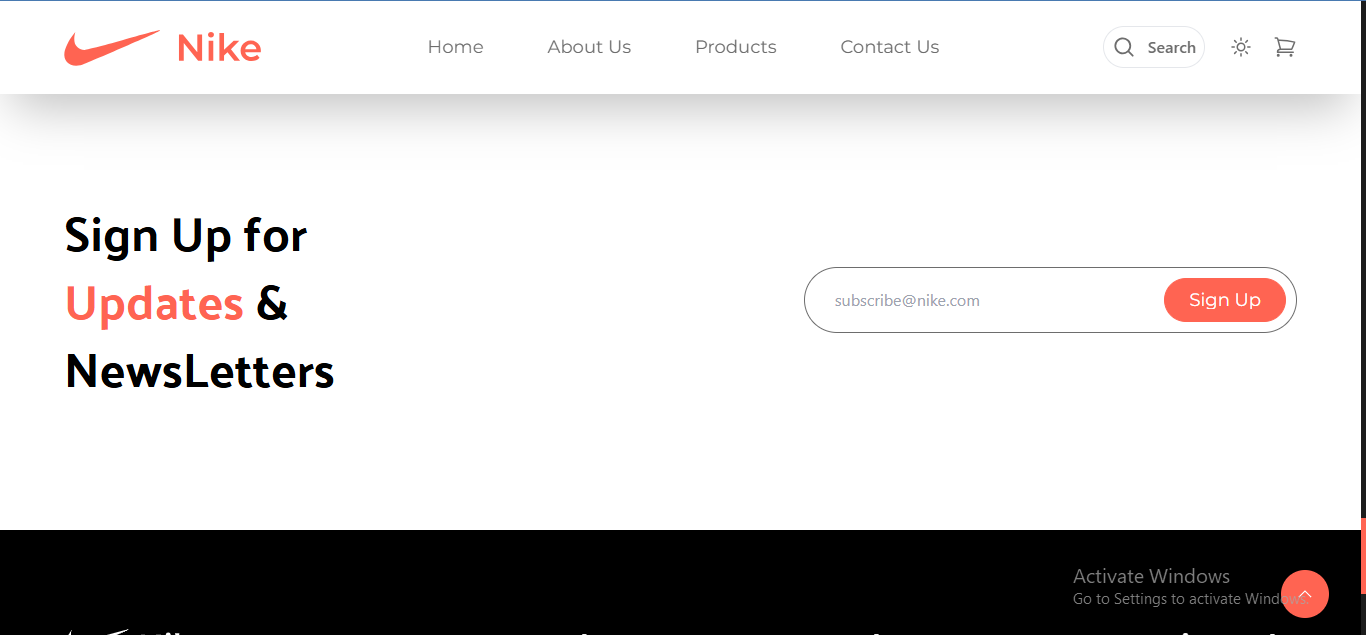 Nike
Home
About Us
Products
Contact Us
Search
Sign Up for
Updates &
NewsLetters
subscribe@nike.com
Sign Up
Activate Windows
Go to Settings to activate Windows.